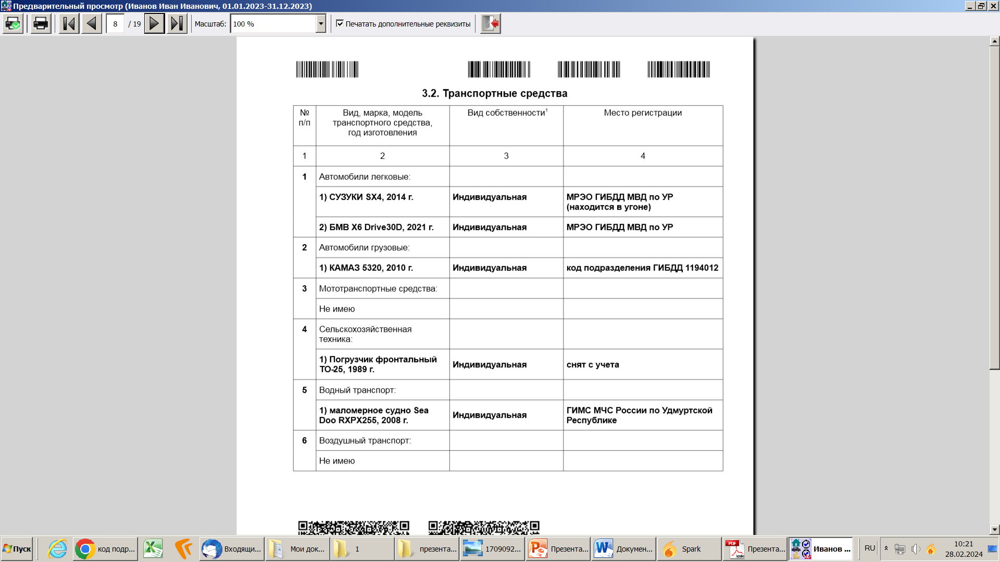 Предварительный просмотр (Иванов Иван Иванович, 01.01.2023-31.12.2023)
8 / 19 Масштаб: 100 % Печатать дополнительные реквизиты
3.2. Транспортные средства
№ п/п
Вид, марка, модель
транспортного средства,
год изготовления
Вид собственности¹
Место регистрации
1 2 3 4
1 Автомобили легковые:
1) СУЗУКИ SX4, 2014 г. Индивидуальная МРЭО ГИБДД МВД по УР
(находится в угоне)
2) БМВ X6 Drive30D, 2021 г. Индивидуальная МРЭО ГИБДД МВД по УР
2 Автомобили грузовые:
1) КАМАЗ 5320, 2010 г. Индивидуальная код подразделения ГИБДД 1194012
3 Мототранспортные средства:
Не имею
4 Сельскохозяйственная
техника:
1) Погрузчик фронтальный
ТО-25, 1989 г.
Индивидуальная
снят с учета
5 Водный транспорт:
1) маломерное судно Sea
Doo RXPX255, 2008 г.
Индивидуальная
ГИМС МЧС России по Удмуртской
Республике
6 Воздушный транспорт:
Не имею
Пуск код подр... Входящи... Мои док... 1 презента... 1709092... Презента... Докумен... Spark Презента... Иванов ... RU 10:21
28.02.2024